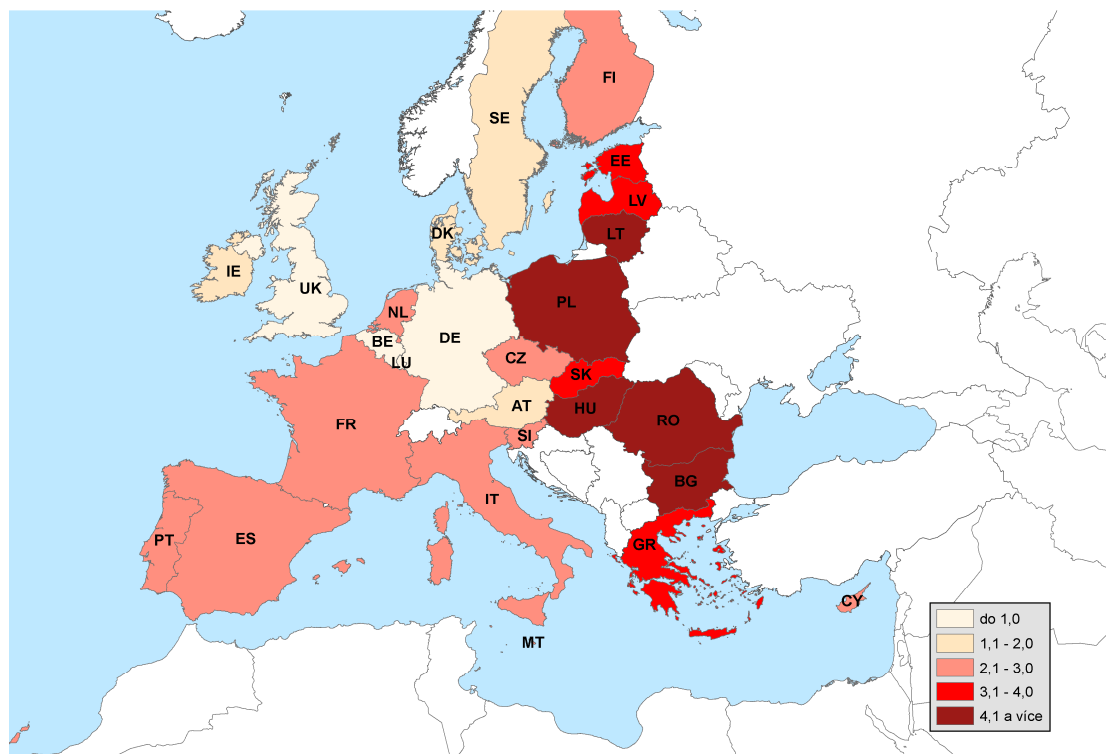 FI
SE
EE
LV
DK
LT
IE
UK
PL
NL
DE
BE
LU
CZ
SK
AT
HU
RO
FR
SI
BG
IT
PT
ES
GR
CY
MT
do 1,0
1,1 - 2,0
2,1 - 3,0
3,1 - 4,0
4,1 a více